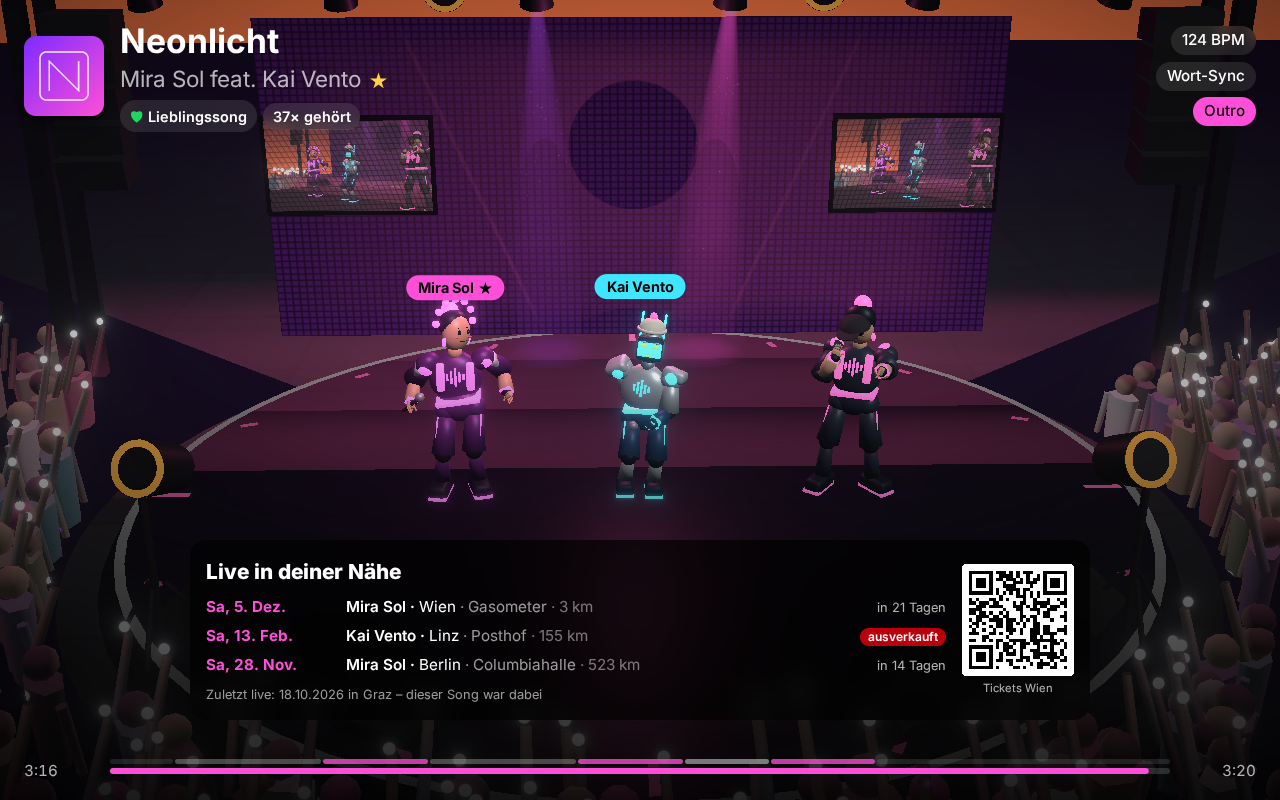 Neonlicht
Mira Sol feat. Kai Vento ★
Lieblingssong
37× gehört
124 BPM
Wort-Sync
Outro
Mira Sol ★
Kai Vento
Live in deiner Nähe
Sa, 5. Dez. Mira Sol · Wien · Gasometer · 3 km in 21 Tagen
Sa, 13. Feb. Kai Vento · Linz · Posthof · 155 km ausverkauft
Sa, 28. Nov. Mira Sol · Berlin · Columbiahalle · 523 km in 14 Tagen
Zuletzt live: 18.10.2026 in Graz – dieser Song war dabei
Tickets Wien
3:16
3:20